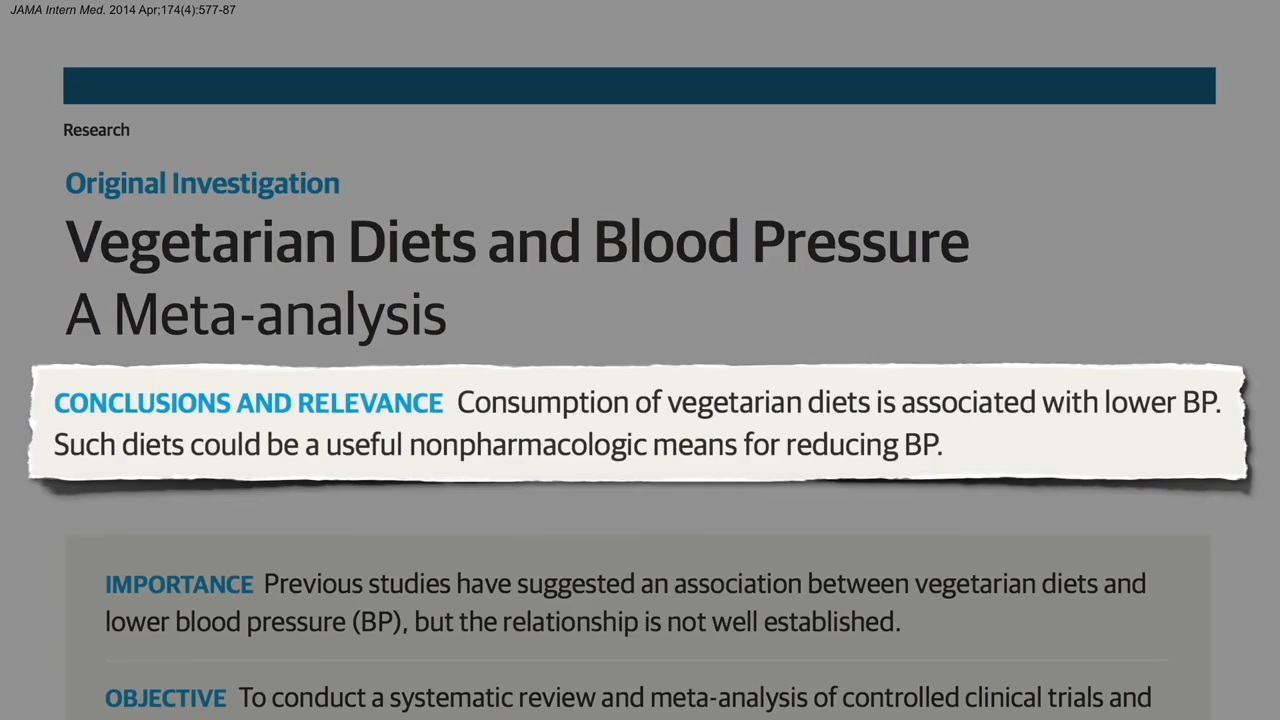 JAMA Intern Med. 2014 Apr;174(4):577-87
Research
Original Investigation
Vegetarian Diets and Blood Pressure
A Meta-analysis
CONCLUSIONS AND RELEVANCE Consumption of vegetarian diets is associated with lower BP.
Such diets could be a useful nonpharmacologic means for reducing BP.
IMPORTANCE Previous studies have suggested an association between vegetarian diets and
lower blood pressure (BP), but the relationship is not well established.
OBJECTIVE To conduct a systematic review and meta-analysis of controlled clinical trials and